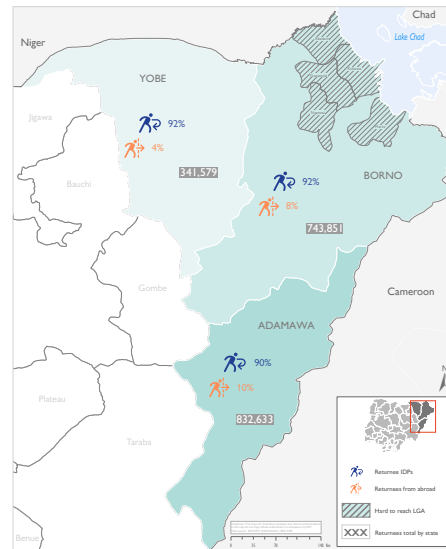 Chad
Niger
Lake Chad
YOBE
Jigawa
92%
4%
341,579
92%
BORNO
Bauchi
8%
743,851
Gombe
Cameroon
ADAMAWA
90%
10%
Plateau
832,633
Taraba
N
Returnee IDPs
Returnees from abroad
Hard to reach LGA
XXX Returnees total by state
Benue